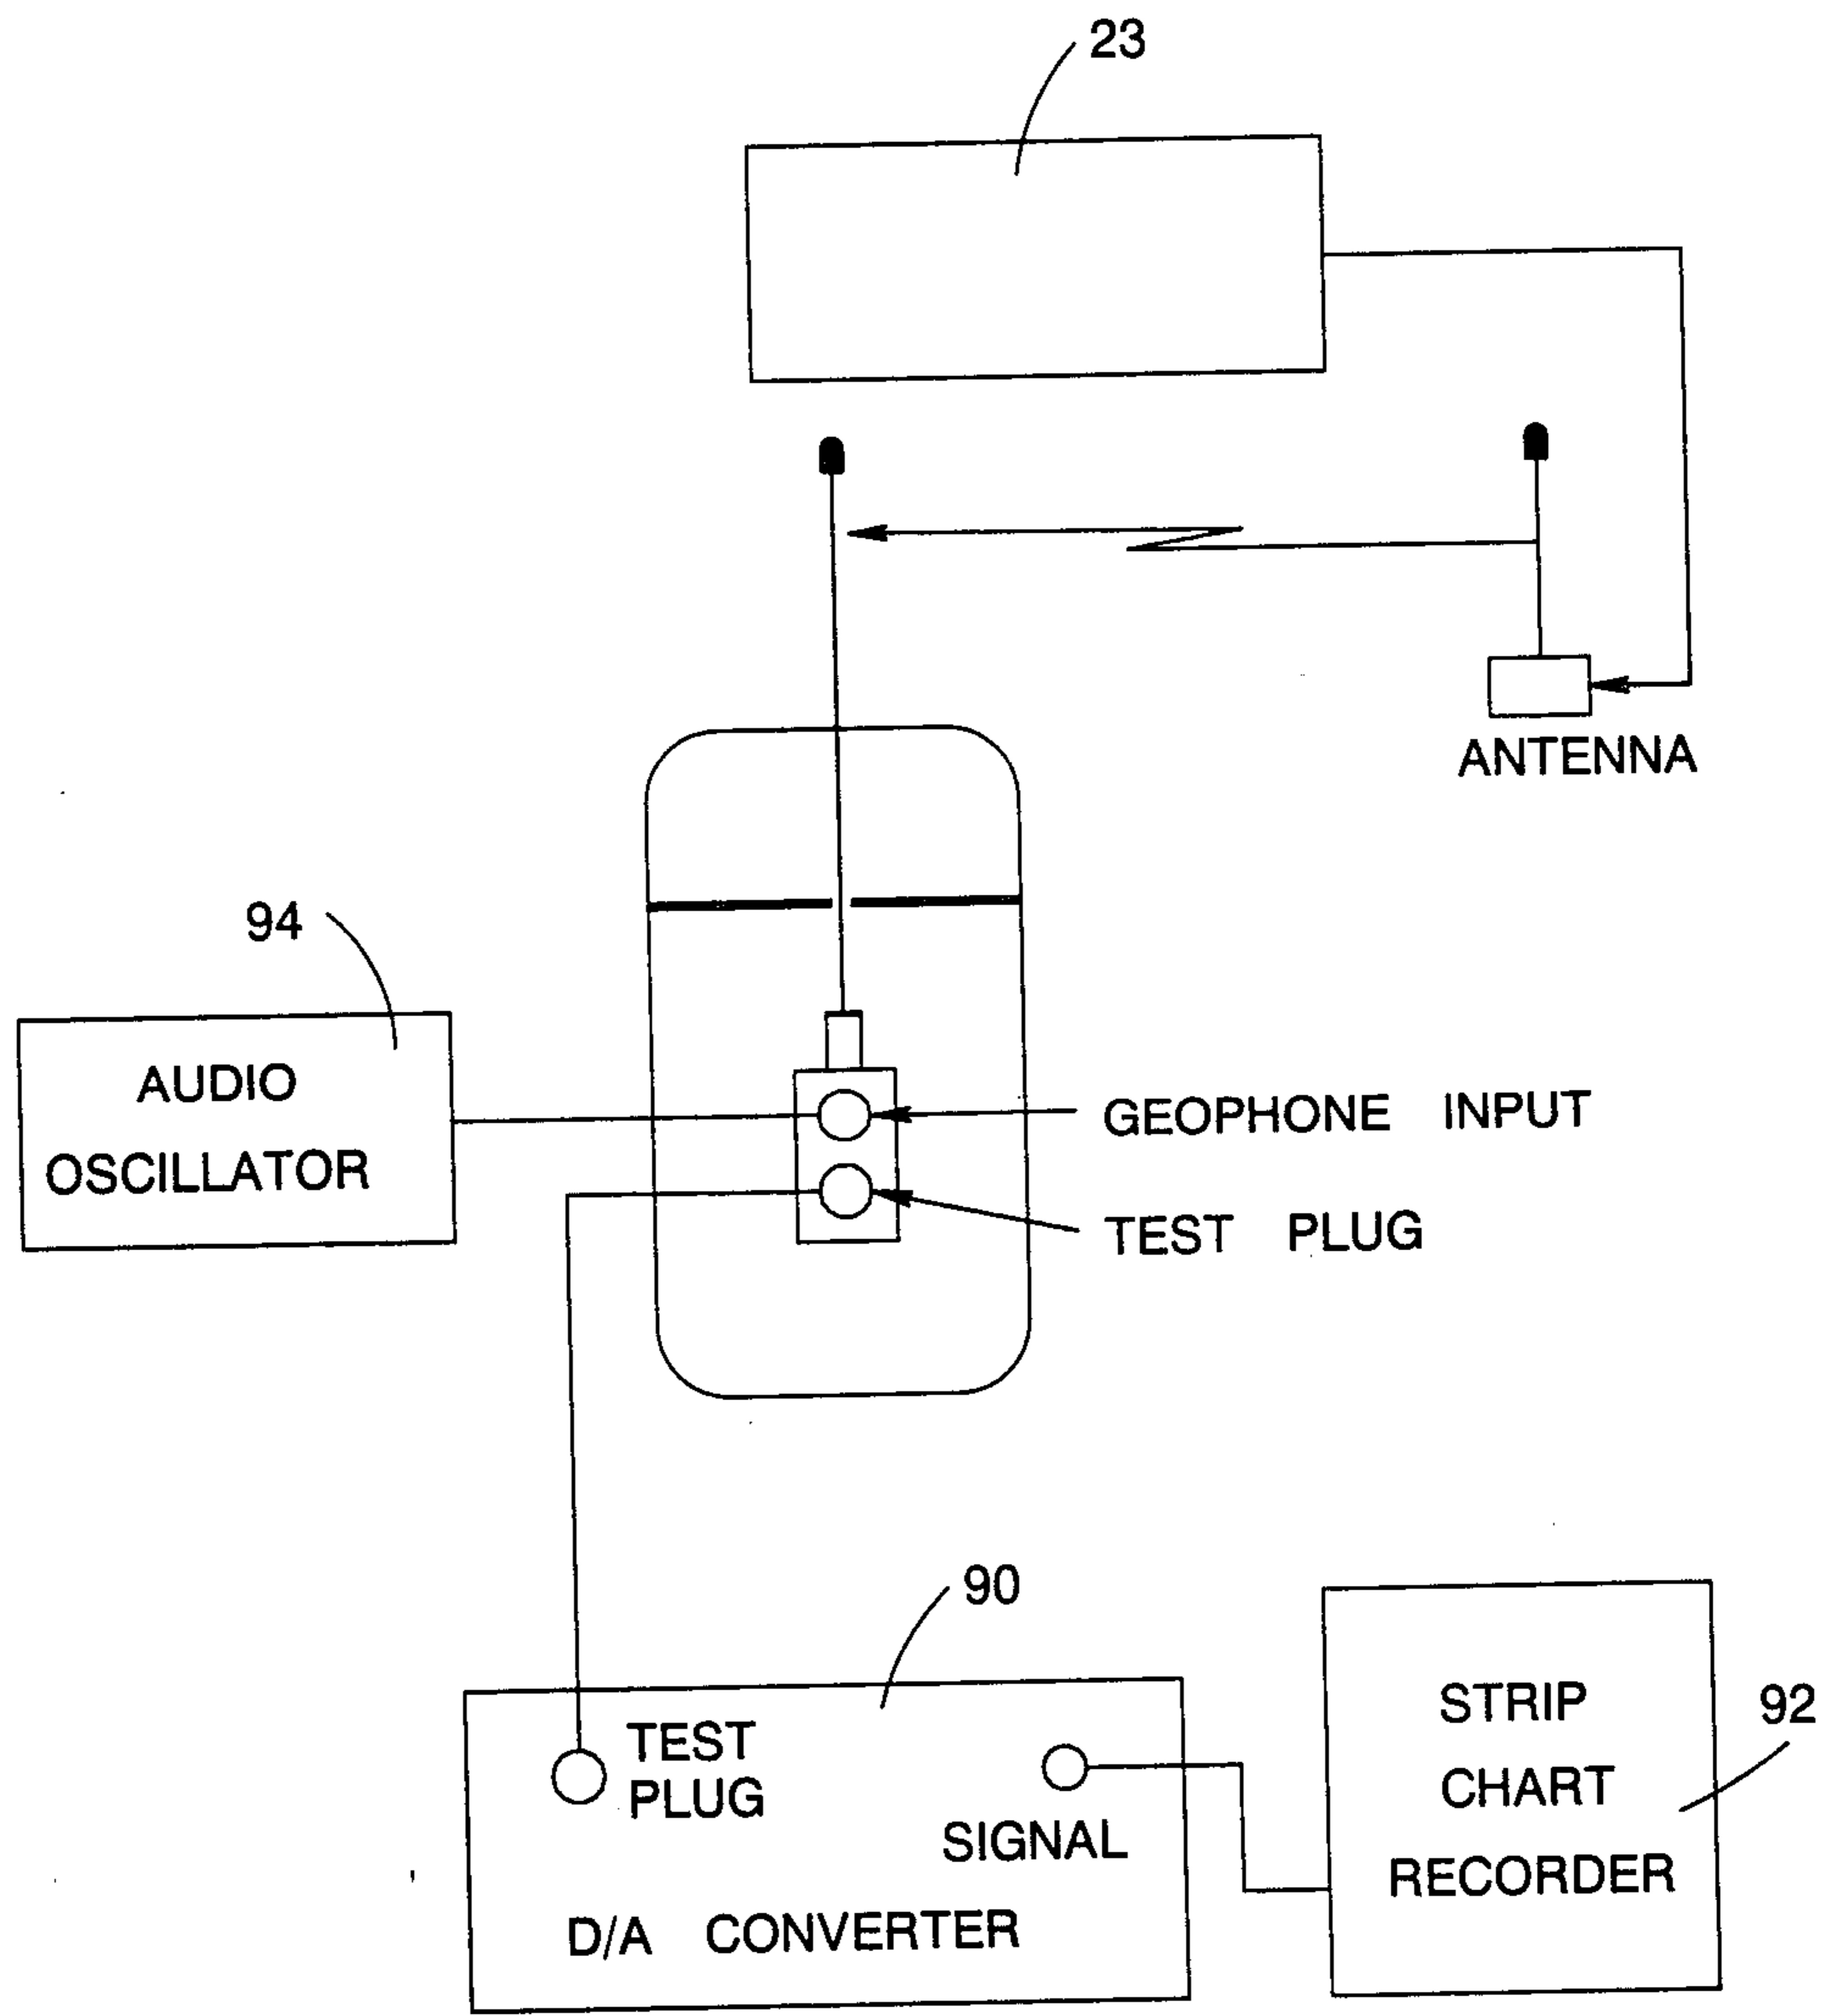 23
ANTENNA
94
AUDIO
OSCILLATOR
GEOPHONE INPUT
TEST PLUG
90
TEST
PLUG
SIGNAL
D/A CONVERTER
STRIP
CHART
RECORDER
92